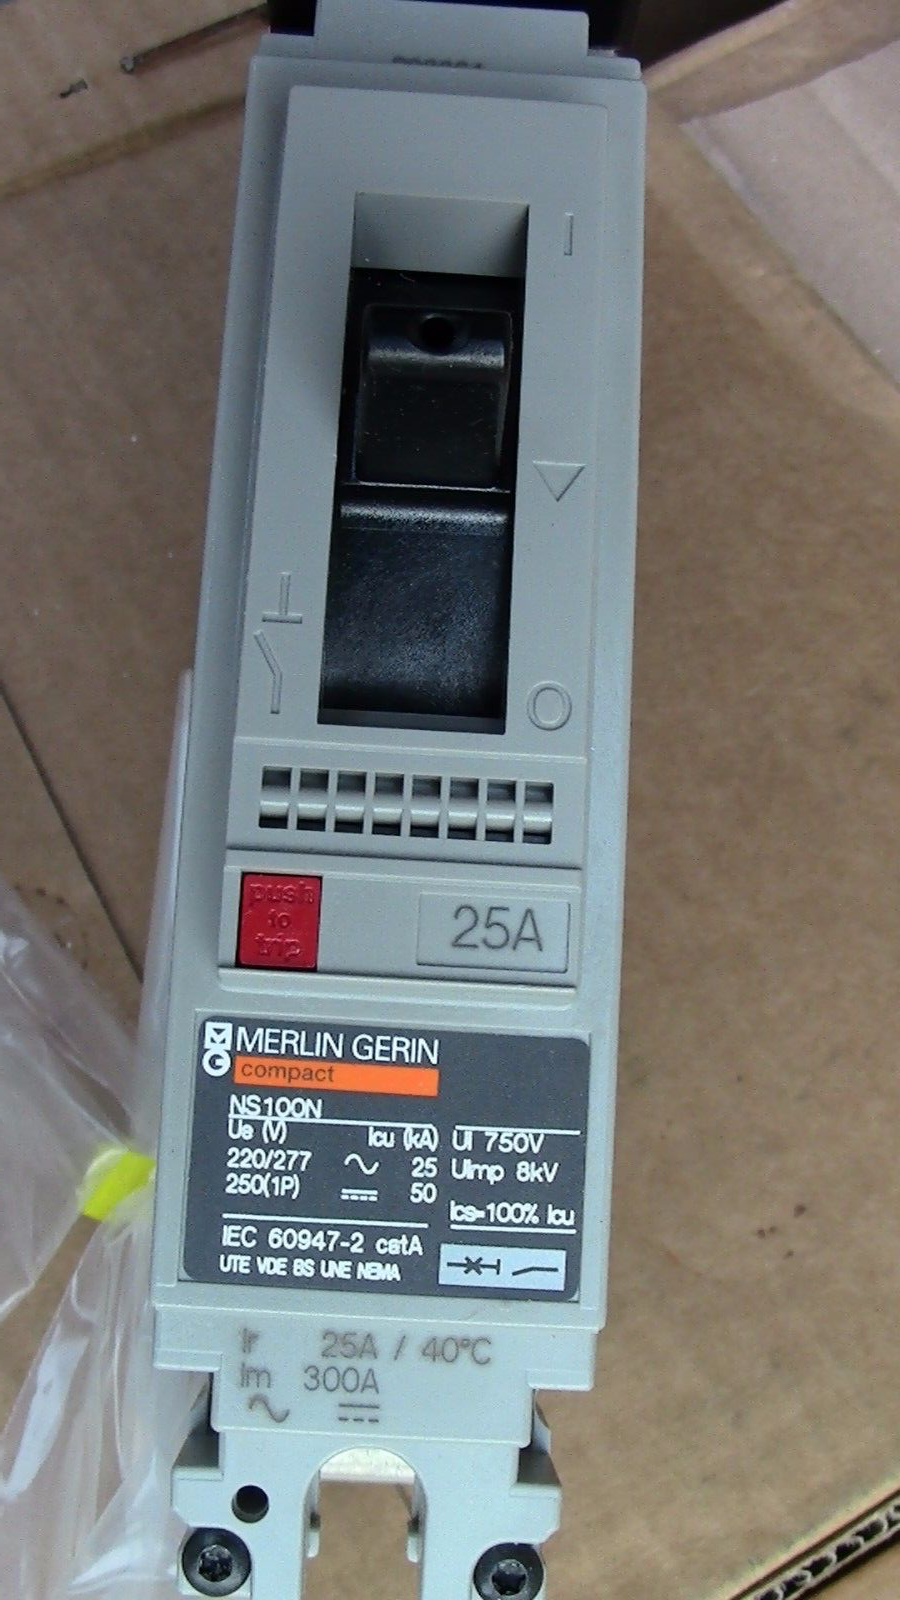 I
O
push
to
trip
25A
MERLIN GERIN
compact
NS100N
Ue (V) Icu (kA)
220/277 ~ 25
250(1P) ⎓ 50
Ui 750V
Uimp 8kV
Ics=100% Icu
IEC 60947-2 catA
UTE VDE BS UNE NEMA
Ir 25A / 40°C
Im 300A
~ ⎓